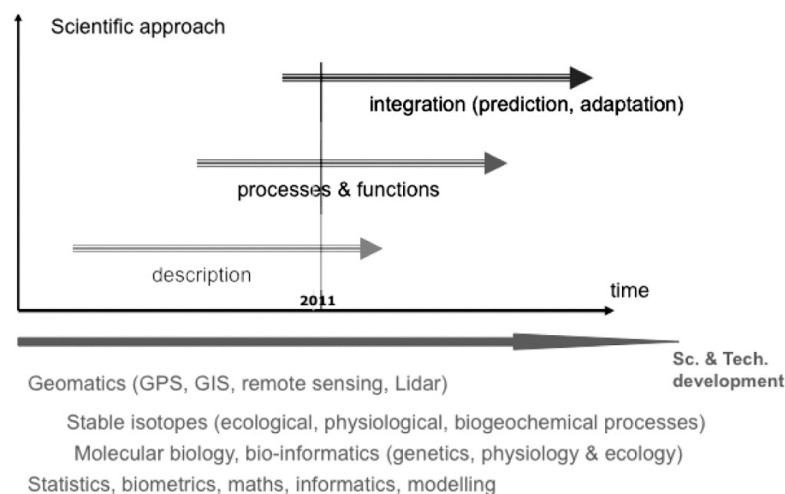 Scientific approach
integration (prediction, adaptation)
processes & functions
description
2011
time
Sc. & Tech.
development
Geomatics (GPS, GIS, remote sensing, Lidar)
Stable isotopes (ecological, physiological, biogeochemical processes)
Molecular biology, bio-informatics (genetics, physiology & ecology)
Statistics, biometrics, maths, informatics, modelling